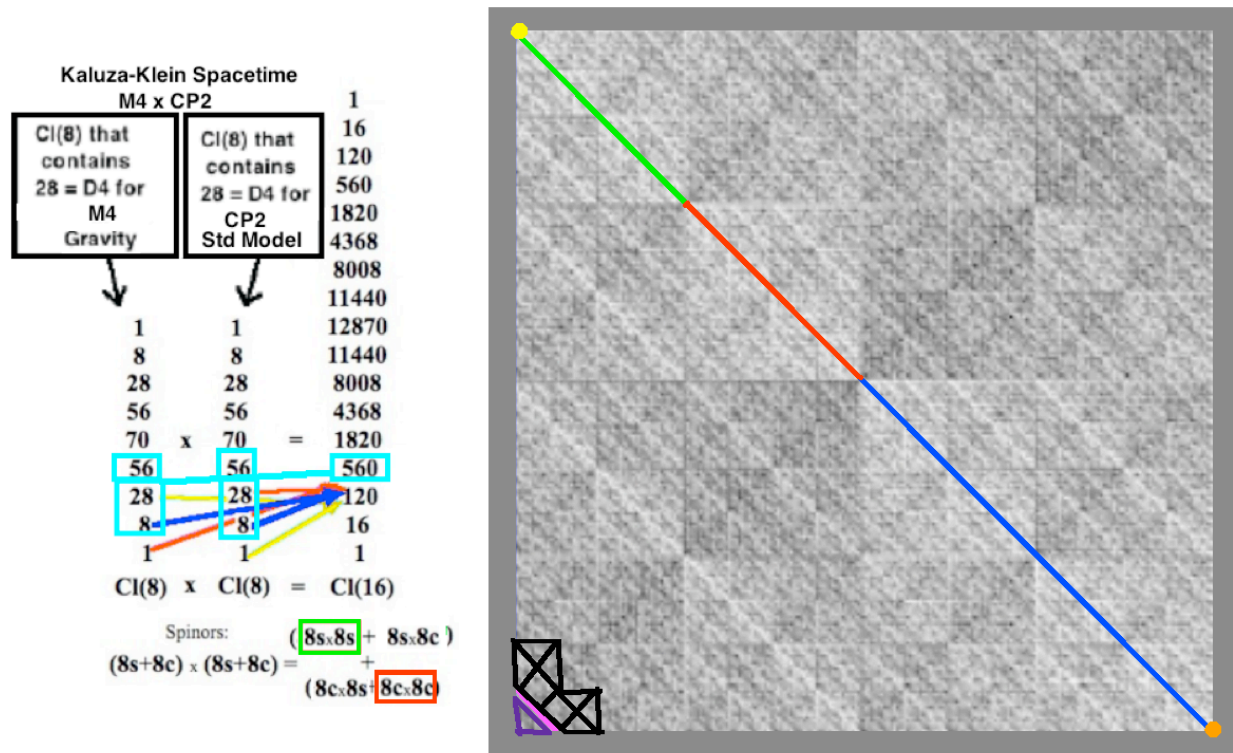 Kaluza-Klein Spacetime
M4 x CP2
Cl(8) that
contains
28 = D4 for
M4
Gravity
Cl(8) that
contains
28 = D4 for
CP2
Std Model
1
16
120
560
1820
4368
8008
11440
1 1 12870
8 8 11440
28 28 8008
56 56 4368
70 x 70 = 1820
56 56 560
28 28 120
8 8 16
1 1 1
Cl(8) x Cl(8) = Cl(16)
Spinors:
(8s+8c) x (8s+8c) =
(8sx8s + 8sx8c)
+
(8cx8s+8cx8c)